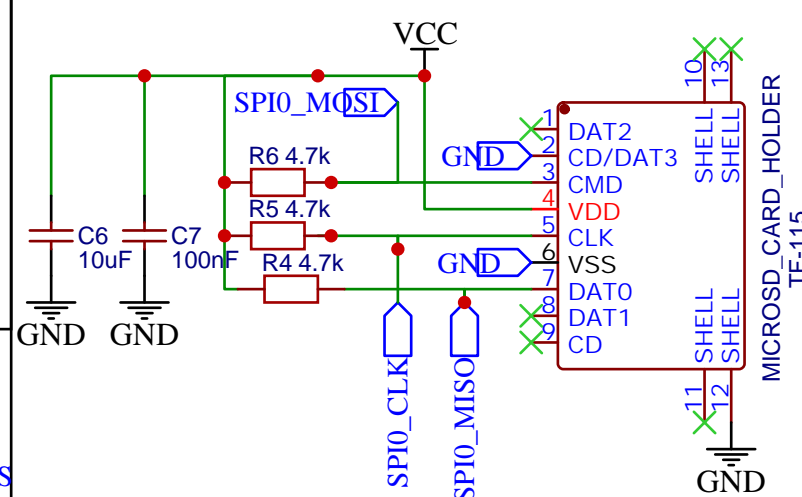 VCC
SPI0_MOSI
R6 4.7k
R5 4.7k
R4 4.7k
C6
10uF
C7
100nF
GND
GND
GND
GND
SPI0_CLK
SPI0_MISO
1
2
3
4
5
6
7
8
9
DAT2
CD/DAT3
CMD
VDD
CLK
VSS
DAT0
DAT1
CD
10
13
SHELL
SHELL
SHELL
SHELL
11
12
MICROSD_CARD_HOLDER
TF-115
GND
S